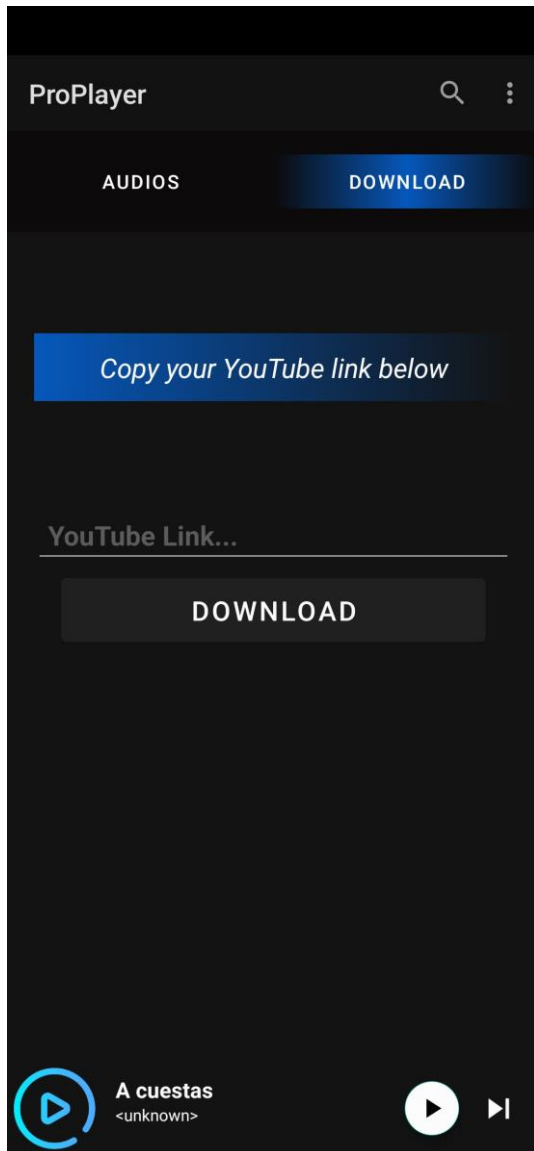 ProPlayer
AUDIOS DOWNLOAD
Copy your YouTube link below
YouTube Link...
DOWNLOAD
A cuestas
<unknown>